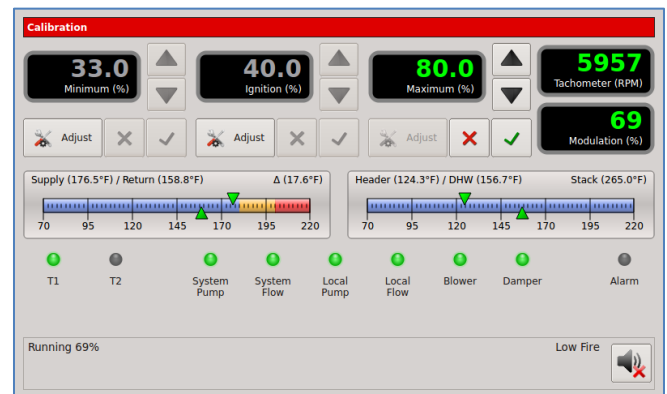 Calibration
33.0
Minimum (%)
40.0
Ignition (%)
80.0
Maximum (%)
5957
Tachometer (RPM)
Adjust
Adjust
Adjust
69
Modulation (%)
Supply (176.5°F) / Return (158.8°F) Δ (17.6°F)
70 95 120 145 170 195 220
Header (124.3°F) / DHW (156.7°F) Stack (265.0°F)
70 95 120 145 170 195 220
T1
T2
System
Pump
System
Flow
Local
Pump
Local
Flow
Blower
Damper
Alarm
Running 69%
Low Fire